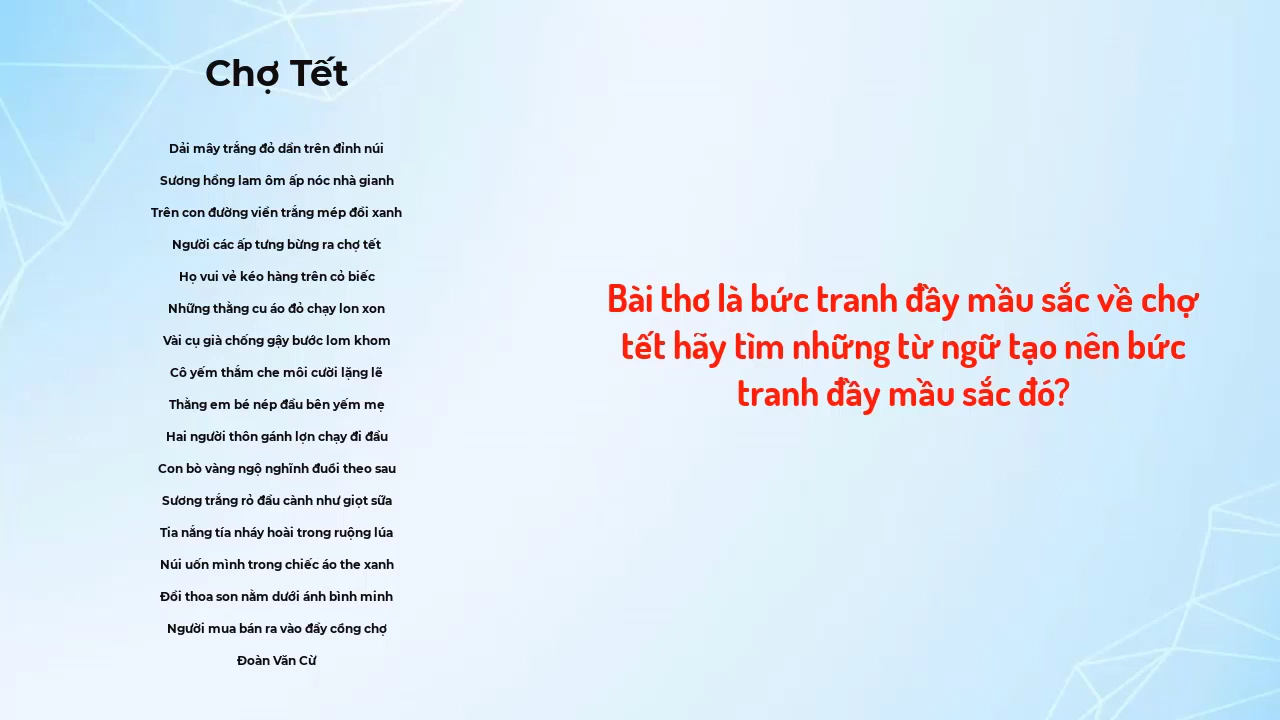 Chợ Tết
Dải mây trắng đỏ dần trên đỉnh núi
Sương hồng lam ôm ấp nóc nhà gianh
Trên con đường viền trắng mép đồi xanh
Người các ấp tưng bừng ra chợ tết
Họ vui vẻ kéo hàng trên cỏ biếc
Những thằng cu áo đỏ chạy lon xon
Vài cụ già chống gậy bước lom khom
Cô yếm thắm che môi cười lặng lẽ
Thằng em bé nép đầu bên yếm mẹ
Hai người thôn gánh lợn chạy đi đầu
Con bò vàng ngộ nghĩnh đuổi theo sau
Sương trắng rỏ đầu cành như giọt sữa
Tia nắng tía nháy hoài trong ruộng lúa
Núi uốn mình trong chiếc áo the xanh
Đồi thoa son nằm dưới ánh bình minh
Người mua bán ra vào đầy cổng chợ
Đoàn Văn Cừ
Bài thơ là bức tranh đầy mầu sắc về chợ
tết hãy tìm những từ ngữ tạo nên bức
tranh đầy mầu sắc đó?